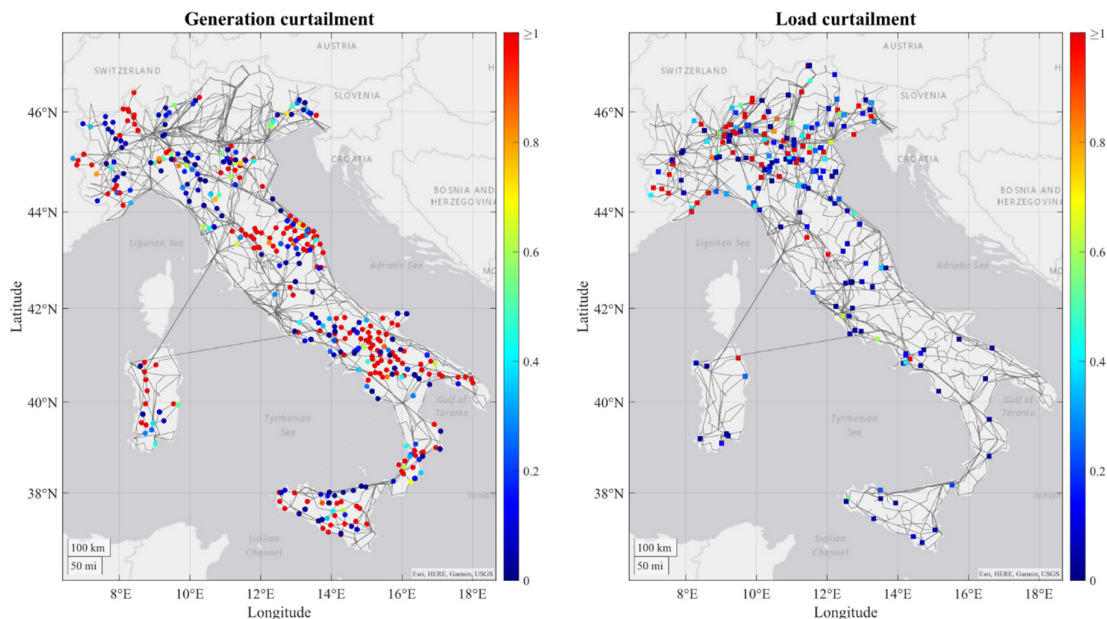 Generation curtailment
AUSTRIA
SWITZERLAND
H
SLOVENIA
CROATIA
BOSNIA AND
HERZEGOVINA
Ligurian Sea
Adriatic Sea
MO
Tyrrhenian
Sea
Gulf of
Taranto
Ionian
Sicilian
Channel
46°N
44°N
42°N
40°N
38°N
Latitude
8°E 10°E 12°E 14°E 16°E 18°E
Longitude
100 km
50 mi
Esri, HERE, Garmin, USGS
≥1
0.8
0.6
0.4
0.2
0
Load curtailment
AUSTRIA
SWITZERLAND
H
SLOVENIA
CROATIA
BOSNIA AND
HERZEGOVINA
Ligurian Sea
Adriatic Sea
MO
Tyrrhenian
Sea
Gulf of
Taranto
Sicilian
Channel
46°N
44°N
42°N
40°N
38°N
Latitude
8°E 10°E 12°E 14°E 16°E 18°E
Longitude
100 km
50 mi
Esri, HERE, Garmin, USGS
≥1
0.8
0.6
0.4
0.2
0